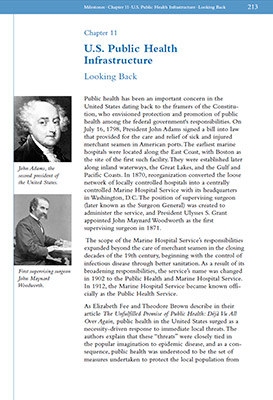 Milestones · Chapter 11: U.S. Public Health Infrastructure · Looking Back 213
Chapter 11
U.S. Public Health
Infrastructure
Looking Back
Public health has been an important concern in the
United States dating back to the framers of the Constitu-
tion, who envisioned protection and promotion of public
health among the federal government's responsibilities. On
July 16, 1798, President John Adams signed a bill into law
that provided for the care and relief of sick and injured
merchant seamen in American ports. The earliest marine
hospitals were located along the East Coast, with Boston as
the site of the first such facility. They were established later
along inland waterways, the Great Lakes, and the Gulf and
Pacific Coasts. In 1870, reorganization converted the loose
network of locally controlled hospitals into a centrally
controlled Marine Hospital Service with its headquarters
in Washington, D.C. The position of supervising surgeon
(later known as the Surgeon General) was created to
administer the service, and President Ulysses S. Grant
appointed John Maynard Woodworth as the first
supervising surgeon in 1871.
The scope of the Marine Hospital Service's responsibilities
expanded beyond the care of merchant seamen in the closing
decades of the 19th century, beginning with the control of
infectious disease through better sanitation. As a result of its
broadening responsibilities, the service's name was changed
in 1902 to the Public Health and Marine Hospital Service.
In 1912, the Marine Hospital Service became known offi-
cially as the Public Health Service.
As Elizabeth Fee and Theodore Brown describe in their
article The Unfulfilled Promise of Public Health: Déjà Vu All
Over Again, public health in the United States surged as a
necessity-driven response to immediate local threats. The
authors explain that these "threats" were closely tied in
the popular imagination to epidemic disease, and as a con-
sequence, public health was understood to be the set of
measures undertaken to protect the local population from
John Adams, the
second president of
the United States.
First supervising surgeon
John Maynard
Woodworth.